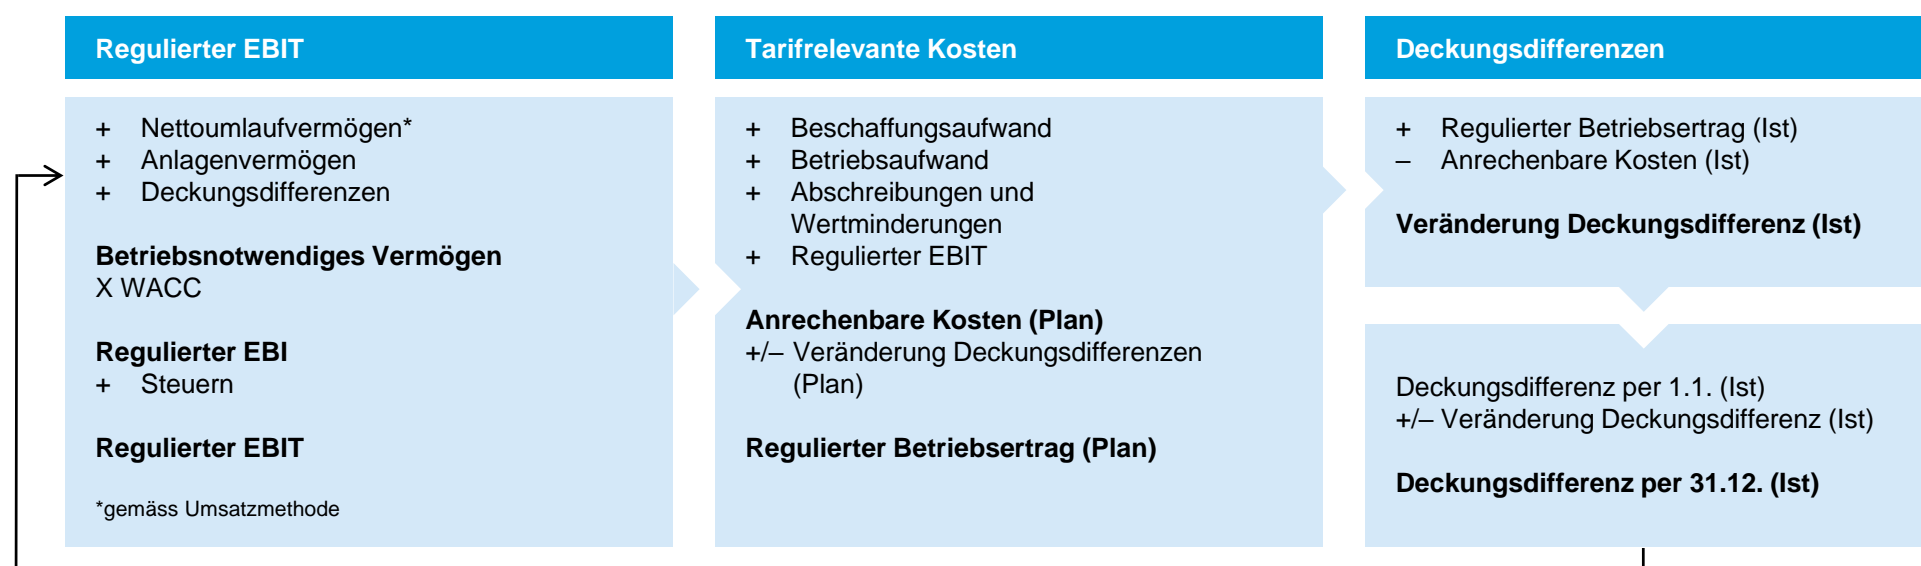 Regulierter EBIT
+ Nettoumlaufvermögen*
+ Anlagenvermögen
+ Deckungsdifferenzen
Betriebsnotwendiges Vermögen
X WACC
Regulierter EBI
+ Steuern
Regulierter EBIT
*gemäss Umsatzmethode
Tarifrelevante Kosten
+ Beschaffungsaufwand
+ Betriebsaufwand
+ Abschreibungen und
Wertminderungen
+ Regulierter EBIT
Anrechenbare Kosten (Plan)
+/– Veränderung Deckungsdifferenzen
(Plan)
Regulierter Betriebsertrag (Plan)
Deckungsdifferenzen
+ Regulierter Betriebsertrag (Ist)
– Anrechenbare Kosten (Ist)
Veränderung Deckungsdifferenz (Ist)
Deckungsdifferenz per 1.1. (Ist)
+/– Veränderung Deckungsdifferenz (Ist)
Deckungsdifferenz per 31.12. (Ist)